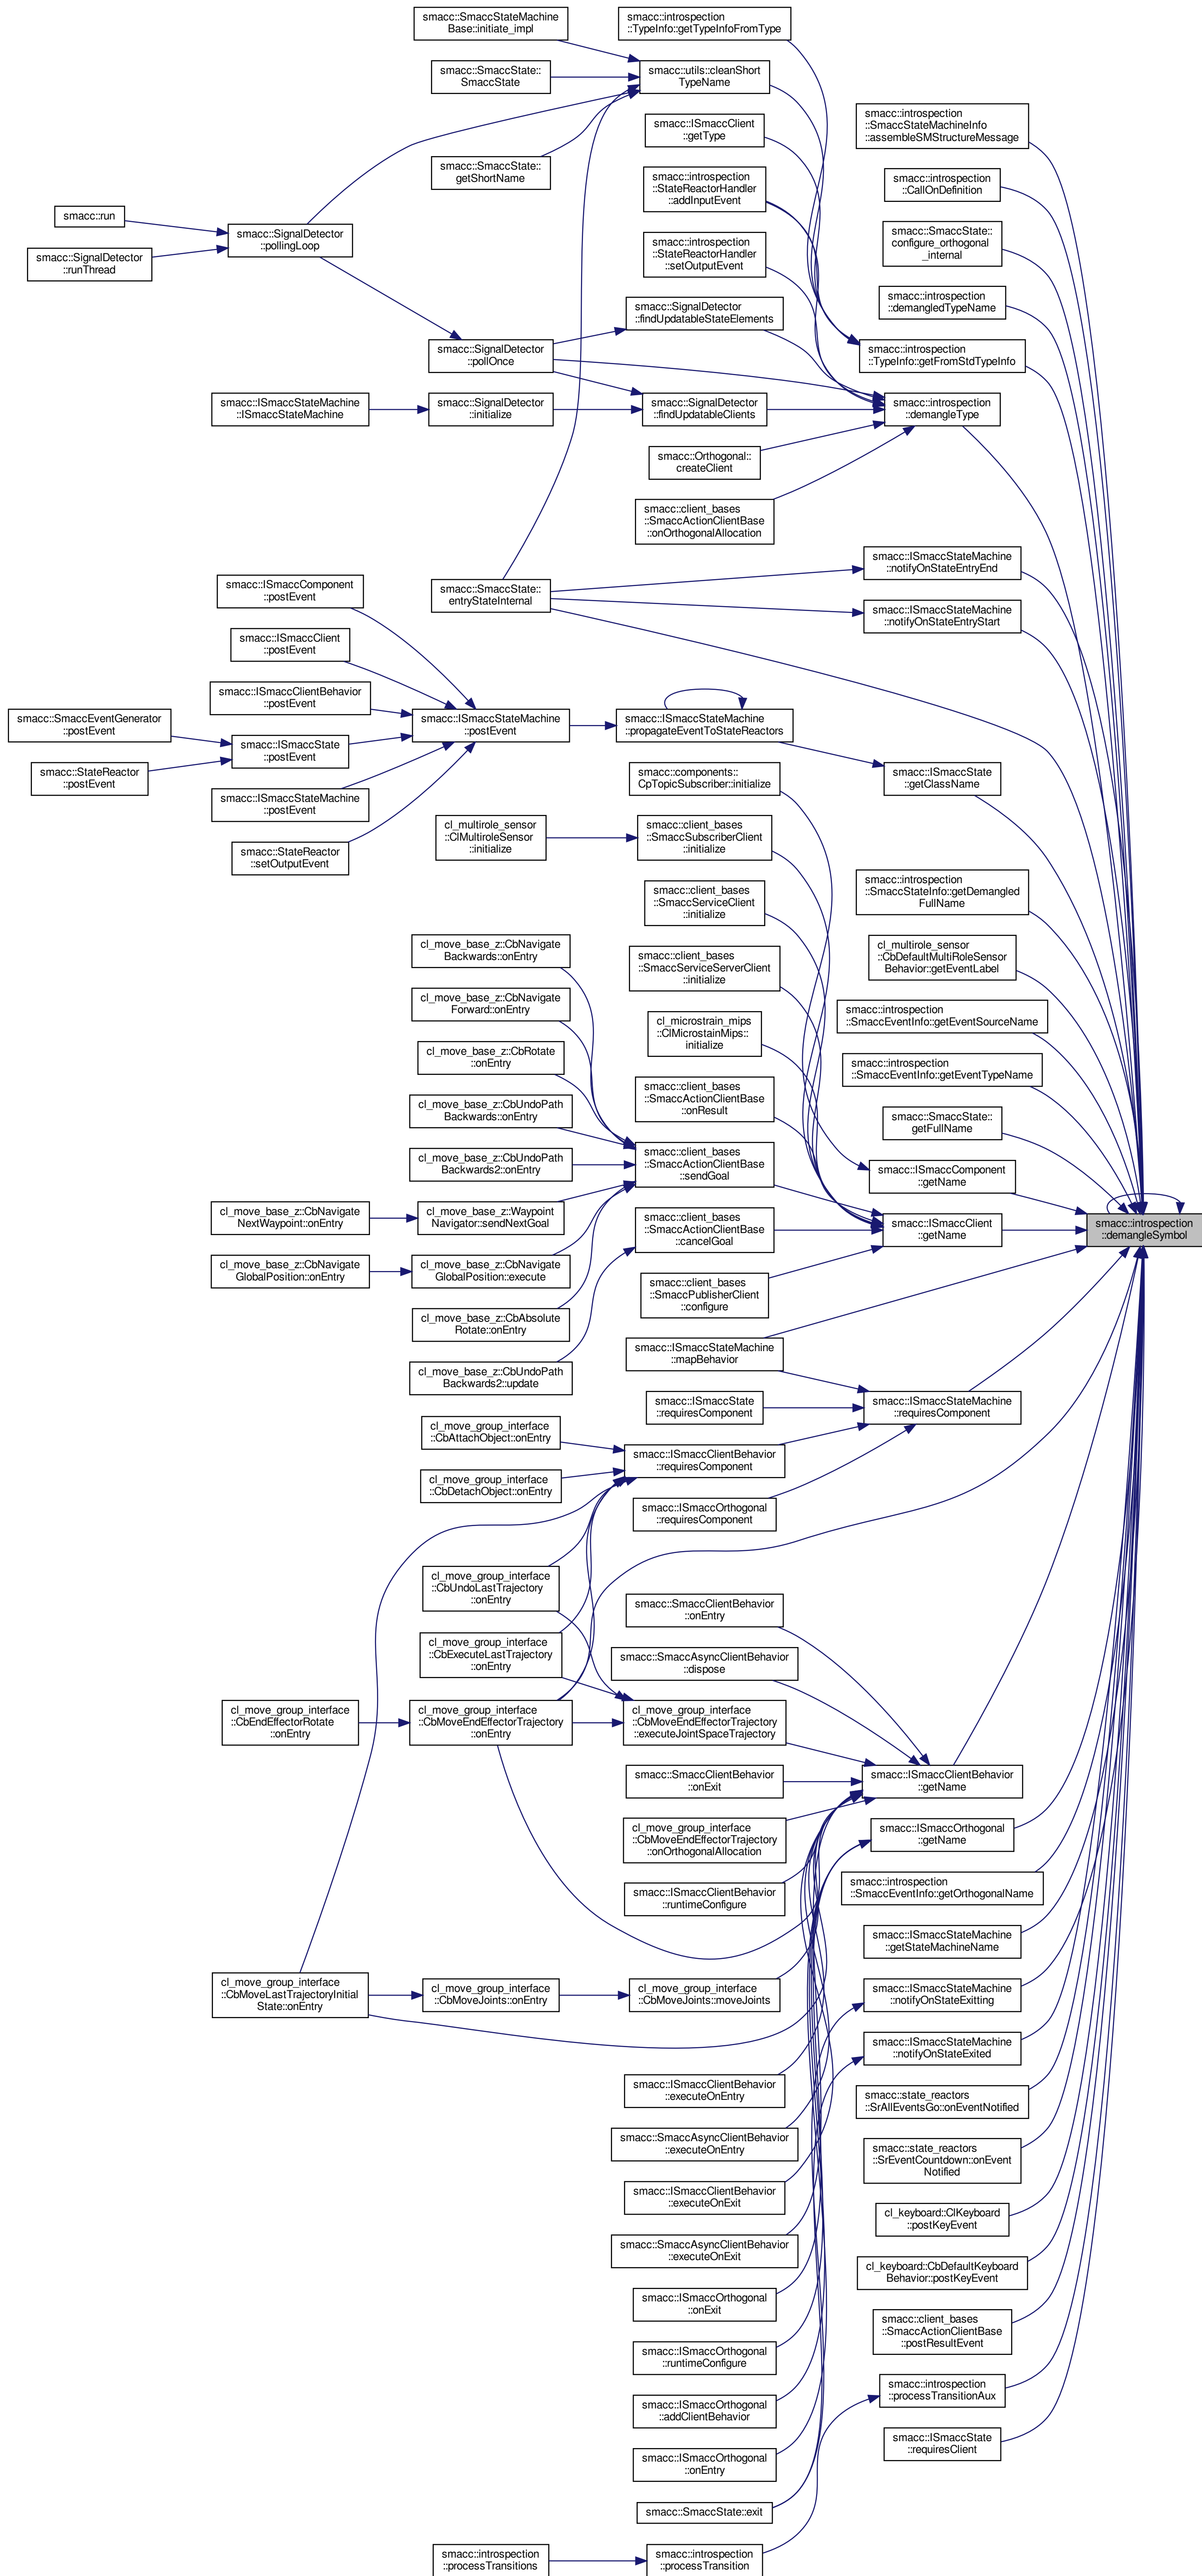 smacc::SmaccStateMachine
Base::initiate_impl
smacc::introspection
::TypeInfo::getTypeInfoFromType
smacc::SmaccState::
SmaccState
smacc::utils::cleanShort
TypeName
smacc::introspection
::SmaccStateMachineInfo
::assembleSMStructureMessage
smacc::ISmaccClient
::getType
smacc::SmaccState::
getShortName
smacc::introspection
::StateReactorHandler
::addInputEvent
smacc::introspection
::CallOnDefinition
smacc::run
smacc::SignalDetector
::runThread
smacc::SignalDetector
::pollingLoop
smacc::introspection
::StateReactorHandler
::setOutputEvent
smacc::SmaccState::
configure_orthogonal
_internal
smacc::introspection
::demangledTypeName
smacc::SignalDetector
::findUpdatableStateElements
smacc::SignalDetector
::pollOnce
smacc::introspection
::TypeInfo::getFromStdTypeInfo
smacc::ISmaccStateMachine
::ISmaccStateMachine
smacc::SignalDetector
::initialize
smacc::SignalDetector
::findUpdatableClients
smacc::introspection
::demangleType
smacc::Orthogonal::
createClient
smacc::client_bases
::SmaccActionClientBase
::onOrthogonalAllocation
smacc::ISmaccStateMachine
::notifyOnStateEntryEnd
smacc::ISmaccComponent
::postEvent
smacc::SmaccState::
entryStateInternal
smacc::ISmaccStateMachine
::notifyOnStateEntryStart
smacc::ISmaccClient
::postEvent
smacc::ISmaccClientBehavior
::postEvent
smacc::SmaccEventGenerator
::postEvent
smacc::StateReactor
::postEvent
smacc::ISmaccState
::postEvent
smacc::ISmaccStateMachine
::postEvent
smacc::ISmaccStateMachine
::propagateEventToStateReactors
smacc::ISmaccState
::getClassName
smacc::ISmaccStateMachine
::postEvent
smacc::StateReactor
::setOutputEvent
smacc::components::
CpTopicSubscriber::initialize
cl_multirole_sensor
::ClMultiroleSensor
::initialize
smacc::client_bases
::SmaccSubscriberClient
::initialize
smacc::client_bases
::SmaccServiceClient
::initialize
smacc::introspection
::SmaccStateInfo::getDemangled
FullName
cl_move_base_z::CbNavigate
Backwards::onEntry
smacc::client_bases
::SmaccServiceServerClient
::initialize
cl_multirole_sensor
::CbDefaultMultiRoleSensor
Behavior::getEventLabel
cl_move_base_z::CbNavigate
Forward::onEntry
cl_microstrain_mips
::ClMicrostainMips::
initialize
smacc::introspection
::SmaccEventInfo::getEventSourceName
cl_move_base_z::CbRotate
::onEntry
smacc::introspection
::SmaccEventInfo::getEventTypeName
cl_move_base_z::CbUndoPath
Backwards::onEntry
smacc::client_bases
::SmaccActionClientBase
::onResult
smacc::SmaccState::
getFullName
cl_move_base_z::CbUndoPath
Backwards2::onEntry
smacc::client_bases
::SmaccActionClientBase
::sendGoal
smacc::ISmaccComponent
::getName
cl_move_base_z::CbNavigate
NextWaypoint::onEntry
cl_move_base_z::Waypoint
Navigator::sendNextGoal
smacc::client_bases
::SmaccActionClientBase
::cancelGoal
smacc::ISmaccClient
::getName
smacc::introspection
::demangleSymbol
cl_move_base_z::CbNavigate
GlobalPosition::onEntry
cl_move_base_z::CbNavigate
GlobalPosition::execute
smacc::client_bases
::SmaccPublisherClient
::configure
cl_move_base_z::CbAbsolute
Rotate::onEntry
smacc::ISmaccStateMachine
::mapBehavior
cl_move_base_z::CbUndoPath
Backwards2::update
smacc::ISmaccState
::requiresComponent
smacc::ISmaccStateMachine
::requiresComponent
cl_move_group_interface
::CbAttachObject::onEntry
smacc::ISmaccClientBehavior
::requiresComponent
cl_move_group_interface
::CbDetachObject::onEntry
smacc::ISmaccOrthogonal
::requiresComponent
cl_move_group_interface
::CbUndoLastTrajectory
::onEntry
smacc::SmaccClientBehavior
::onEntry
cl_move_group_interface
::CbExecuteLastTrajectory
::onEntry
smacc::SmaccAsyncClientBehavior
::dispose
cl_move_group_interface
::CbEndEffectorRotate
::onEntry
cl_move_group_interface
::CbMoveEndEffectorTrajectory
::onEntry
cl_move_group_interface
::CbMoveEndEffectorTrajectory
::executeJointSpaceTrajectory
smacc::SmaccClientBehavior
::onExit
smacc::ISmaccClientBehavior
::getName
cl_move_group_interface
::CbMoveEndEffectorTrajectory
::onOrthogonalAllocation
smacc::ISmaccOrthogonal
::getName
smacc::ISmaccClientBehavior
::runtimeConfigure
smacc::introspection
::SmaccEventInfo::getOrthogonalName
smacc::ISmaccStateMachine
::getStateMachineName
cl_move_group_interface
::CbMoveLastTrajectoryInitial
State::onEntry
cl_move_group_interface
::CbMoveJoints::onEntry
cl_move_group_interface
::CbMoveJoints::moveJoints
smacc::ISmaccStateMachine
::notifyOnStateExitting
smacc::ISmaccStateMachine
::notifyOnStateExited
smacc::ISmaccClientBehavior
::executeOnEntry
smacc::state_reactors
::SrAllEventsGo::onEventNotified
smacc::SmaccAsyncClientBehavior
::executeOnEntry
smacc::state_reactors
::SrEventCountdown::onEvent
Notified
smacc::ISmaccClientBehavior
::executeOnExit
cl_keyboard::ClKeyboard
::postKeyEvent
smacc::SmaccAsyncClientBehavior
::executeOnExit
cl_keyboard::CbDefaultKeyboard
Behavior::postKeyEvent
smacc::ISmaccOrthogonal
::onExit
smacc::client_bases
::SmaccActionClientBase
::postResultEvent
smacc::ISmaccOrthogonal
::runtimeConfigure
smacc::introspection
::processTransitionAux
smacc::ISmaccOrthogonal
::addClientBehavior
smacc::ISmaccState
::requiresClient
smacc::ISmaccOrthogonal
::onEntry
smacc::SmaccState::exit
smacc::introspection
::processTransitions
smacc::introspection
::processTransition